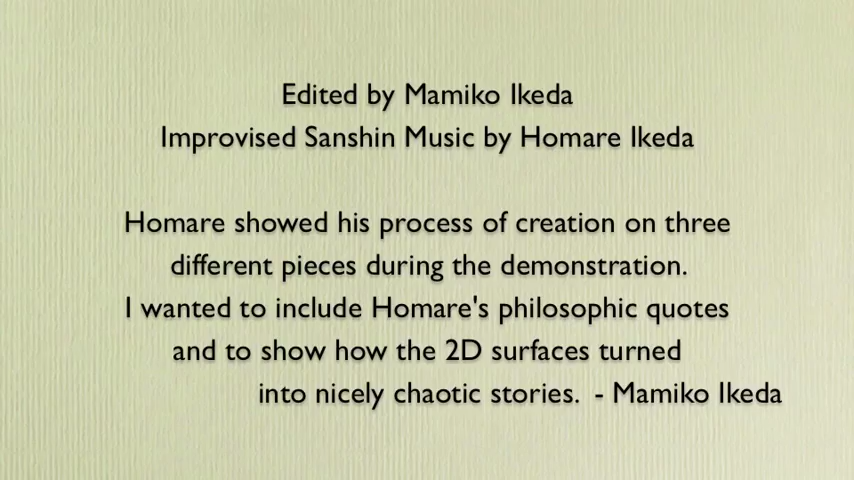 Edited by Mamiko Ikeda
Improvised Sanshin Music by Homare Ikeda
Homare showed his process of creation on three
different pieces during the demonstration.
I wanted to include Homare's philosophic quotes
and to show how the 2D surfaces turned
into nicely chaotic stories.  - Mamiko Ikeda